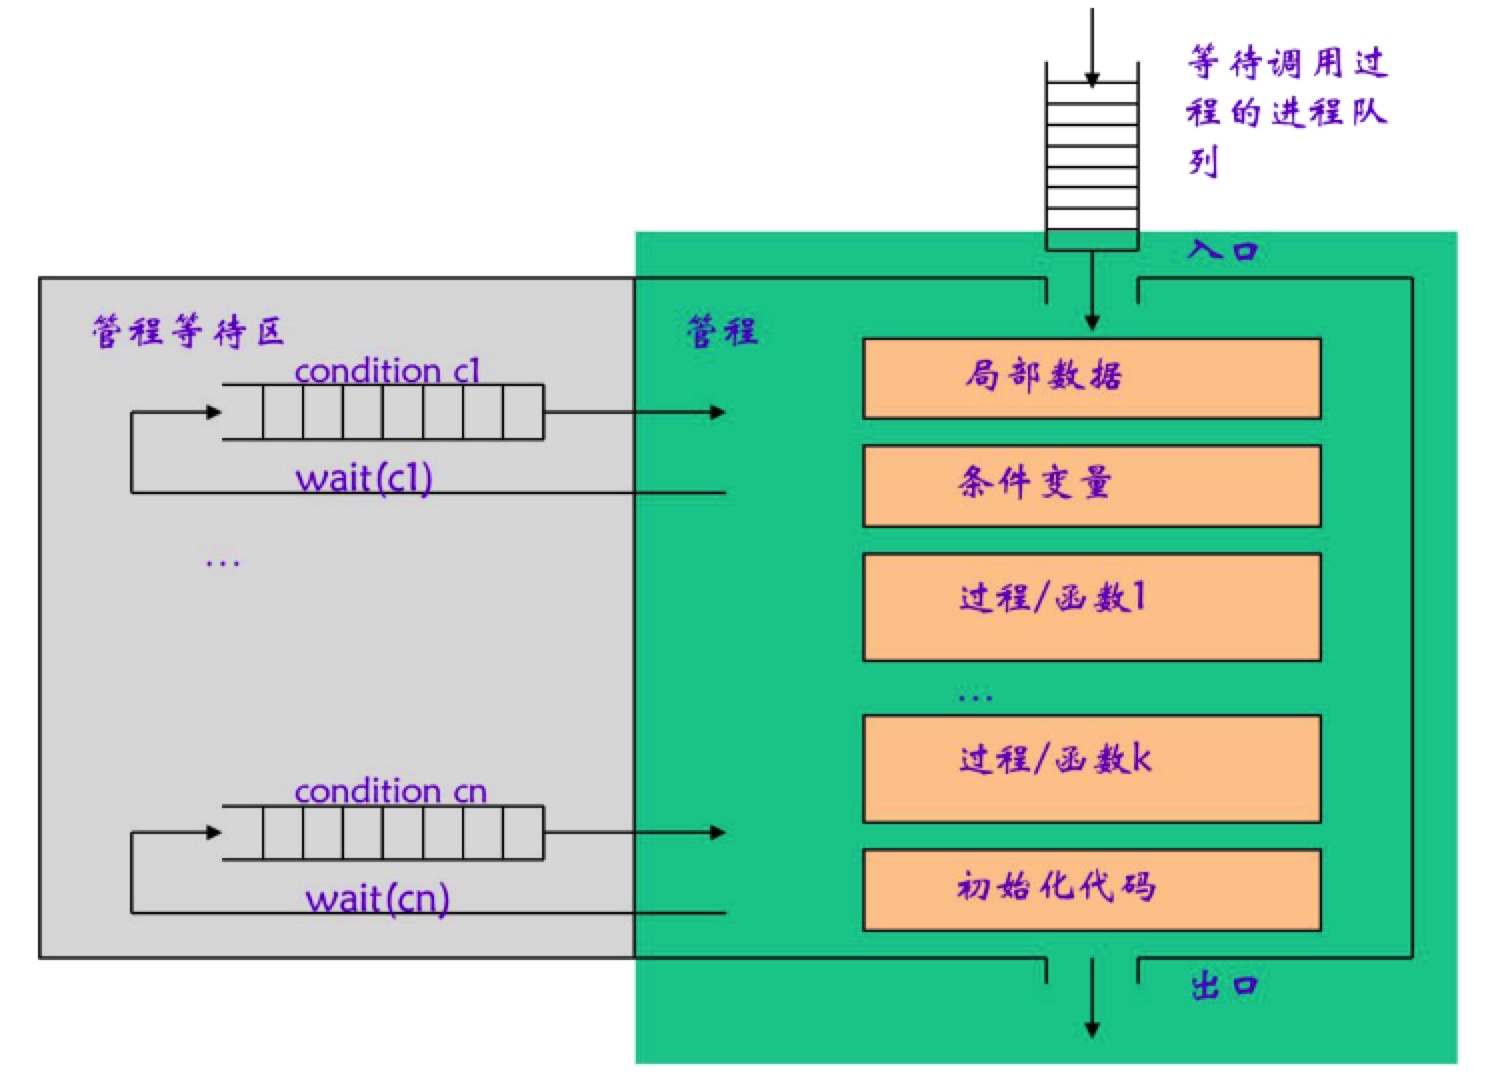 等待调用过
程的进程队
列
入口
管程等待区
管程
condition c1
局部数据
wait(c1)
条件变量
...
过程/函数1
...
过程/函数k
condition cn
wait(cn)
初始化代码
出口